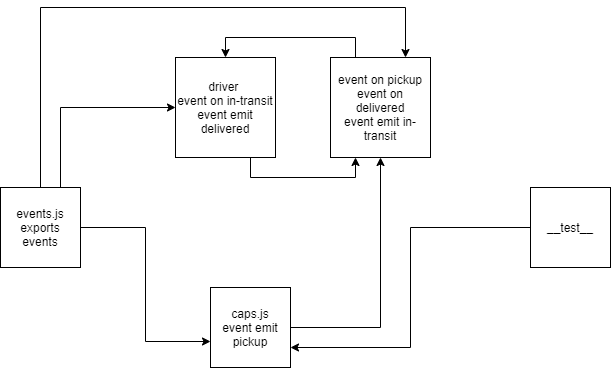 driver
event on in-transit
event emit
delivered
event on pickup
event on
delivered
event emit in-
transit
events.js
exports
events
__test__
caps.js
event emit
pickup